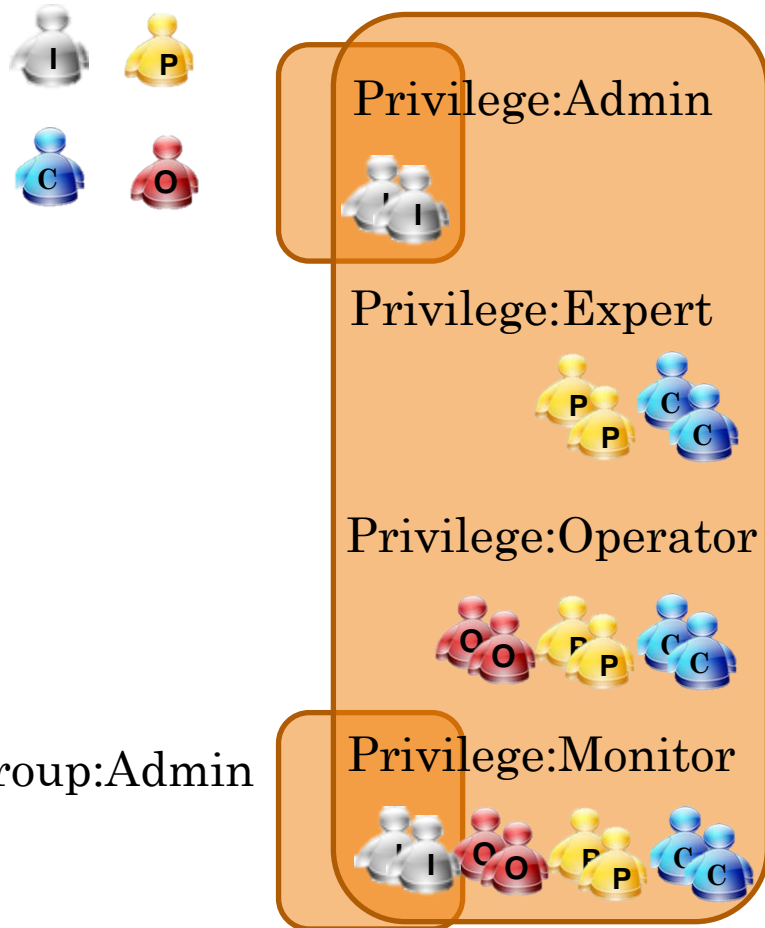 I P
Privilege:Admin
C O
I I
Privilege:Expert
P C
P C
Privilege:Operator
O P C
O P C
roup:Admin
Privilege:Monitor
I O P C
I O P C